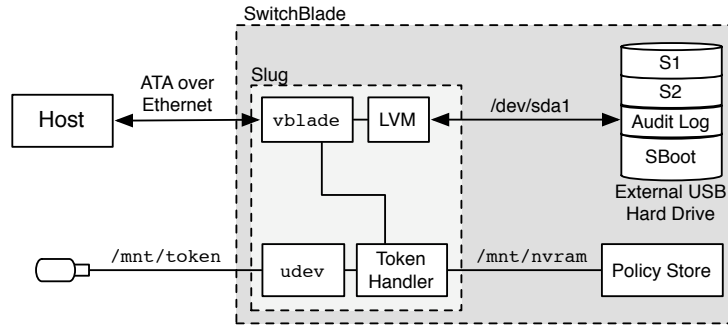 SwitchBlade
Slug
ATA over
Ethernet
Host
vblade
LVM
/dev/sda1
S1
S2
Audit Log
SBoot
External USB
Hard Drive
/mnt/token
udev
Token
Handler
/mnt/nvram
Policy Store